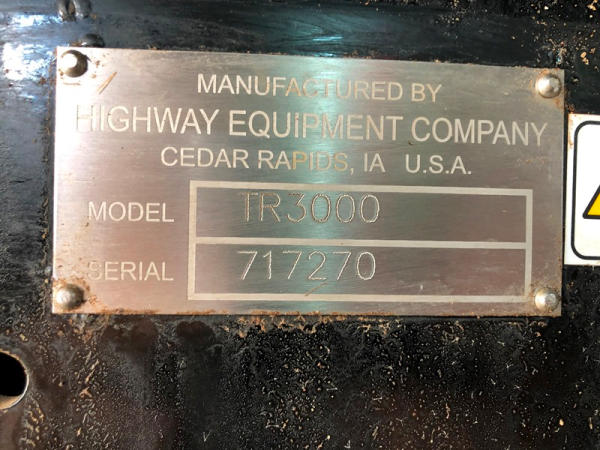 MANUFACTURED BY
HIGHWAY EQUIPMENT COMPANY
CEDAR RAPIDS, IA U.S.A.
MODEL TR3000
SERIAL 717270